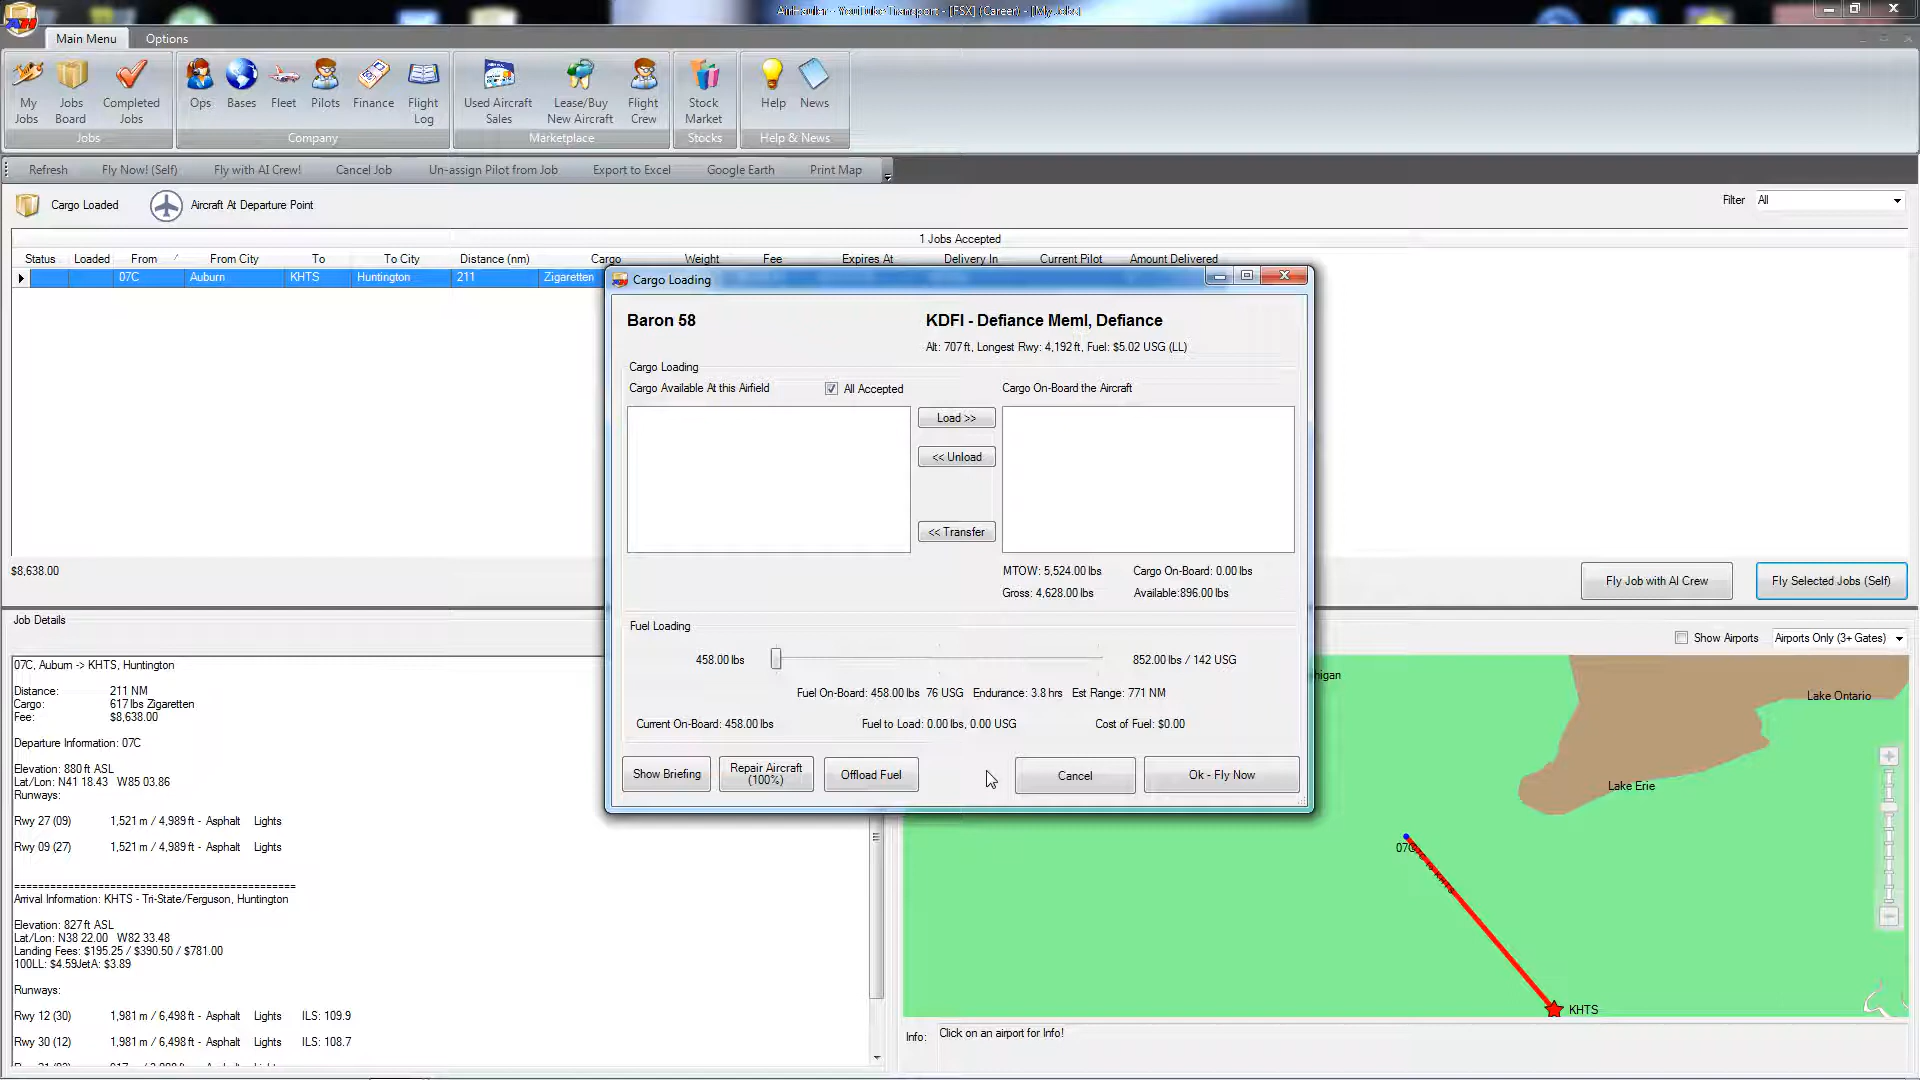 AirHauler - YouTube Transport - [FSX] (Career) - [My Jobs]
Main Menu
Options
My Jobs
Jobs Board
Completed Jobs
Jobs
Ops
Bases
Fleet
Pilots
Finance
Flight Log
Company
Used Aircraft Sales
Lease/Buy New Aircraft
Flight Crew
Marketplace
Stock Market
Stocks
Help
News
Help & News
Refresh
Fly Now! (Self)
Fly with AI Crew!
Cancel Job
Un-assign Pilot from Job
Export to Excel
Google Earth
Print Map
Cargo Loaded
Aircraft At Departure Point
Filter
All
1 Jobs Accepted
Status Loaded From From City To To City Distance (nm) Cargo Weight Fee Expires At Delivery In Current Pilot Amount Delivered
07C Auburn KHTS Huntington 211 Zigaretten
$8,638.00
Fly Job with AI Crew
Fly Selected Jobs (Self)
Cargo Loading
Baron 58
KDFI - Defiance Meml, Defiance
Alt: 707 ft, Longest Rwy: 4,192 ft, Fuel: $5.02 USG (LL)
Cargo Loading
Cargo Available At this Airfield
All Accepted
Cargo On-Board the Aircraft
Load >>
<< Unload
<< Transfer
MTOW: 5,524.00 lbs Cargo On-Board: 0.00 lbs
Gross: 4,628.00 lbs Available:896.00 lbs
Fuel Loading
458.00 lbs
852.00 lbs / 142 USG
Fuel On-Board: 458.00 lbs 76 USG Endurance: 3.8 hrs Est Range: 771 NM
Current On-Board: 458.00 lbs Fuel to Load: 0.00 lbs, 0.00 USG Cost of Fuel: $0.00
Show Briefing
Repair Aircraft
(100%)
Offload Fuel
Cancel
Ok - Fly Now
Job Details
07C, Auburn -> KHTS, Huntington
Distance: 211 NM
Cargo: 617 lbs Zigaretten
Fee: $8,638.00
Departure Information: 07C
Elevation: 880 ft ASL
Lat/Lon: N41 18.43 W85 03.86
Runways:
Rwy 27 (09) 1,521 m / 4,989 ft - Asphalt Lights
Rwy 09 (27) 1,521 m / 4,989 ft - Asphalt Lights
================================================
Arrival Information: KHTS - Tri-State/Ferguson, Huntington
Elevation: 827 ft ASL
Lat/Lon: N38 22.00 W82 33.48
Landing Fees: $195.25 / $390.50 / $781.00
100LL: $4.59JetA: $3.89
Runways:
Rwy 12 (30) 1,981 m / 6,498 ft - Asphalt Lights ILS: 109.9
Rwy 30 (12) 1,981 m / 6,498 ft - Asphalt Lights ILS: 108.7
Show Airports
Airports Only (3+ Gates)
higan
Lake Ontario
Lake Erie
07C
KHTS
Info: Click on an airport for Info!